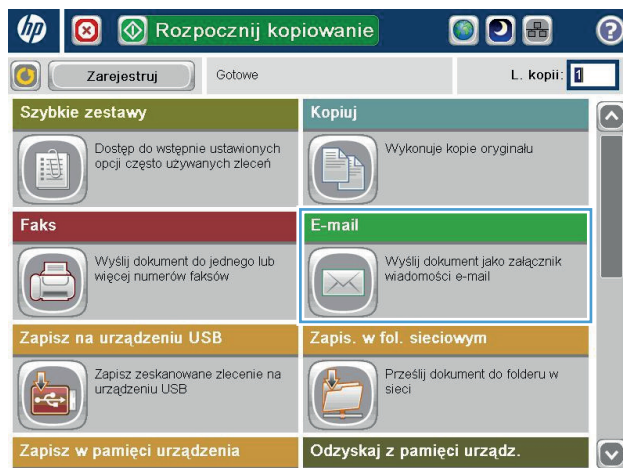 hp
Rozpocznij kopiowanie
?
Zarejestruj
Gotowe
L. kopii: 1
Szybkie zestawy
Dostęp do wstępnie ustawionych
opcji często używanych zleceń
Kopiuj
Wykonuje kopie oryginału
Faks
Wyślij dokument do jednego lub
więcej numerów faksów
E-mail
Wyślij dokument jako załącznik
wiadomości e-mail
Zapisz na urządzeniu USB
Zapisz zeskanowane zlecenie na
urządzeniu USB
Zapis. w fol. sieciowym
Prześlij dokument do folderu w
sieci
Zapisz w pamięci urządzenia
Odzyskaj z pamięci urządz.